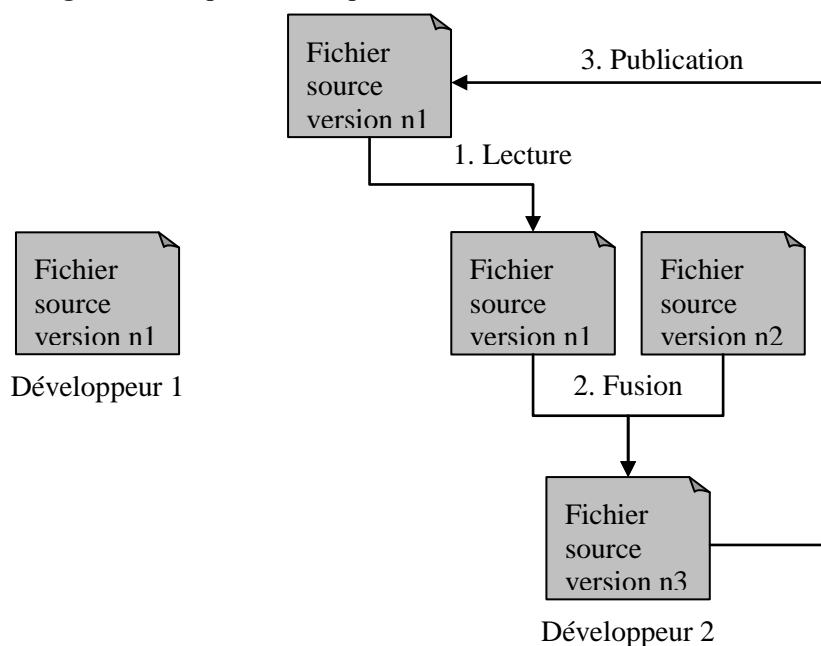 Fichier
source
version n1
3. Publication
1. Lecture
Fichier
source
version n1
Développeur 1
Fichier
source
version n1
Fichier
source
version n2
2. Fusion
Fichier
source
version n3
Développeur 2